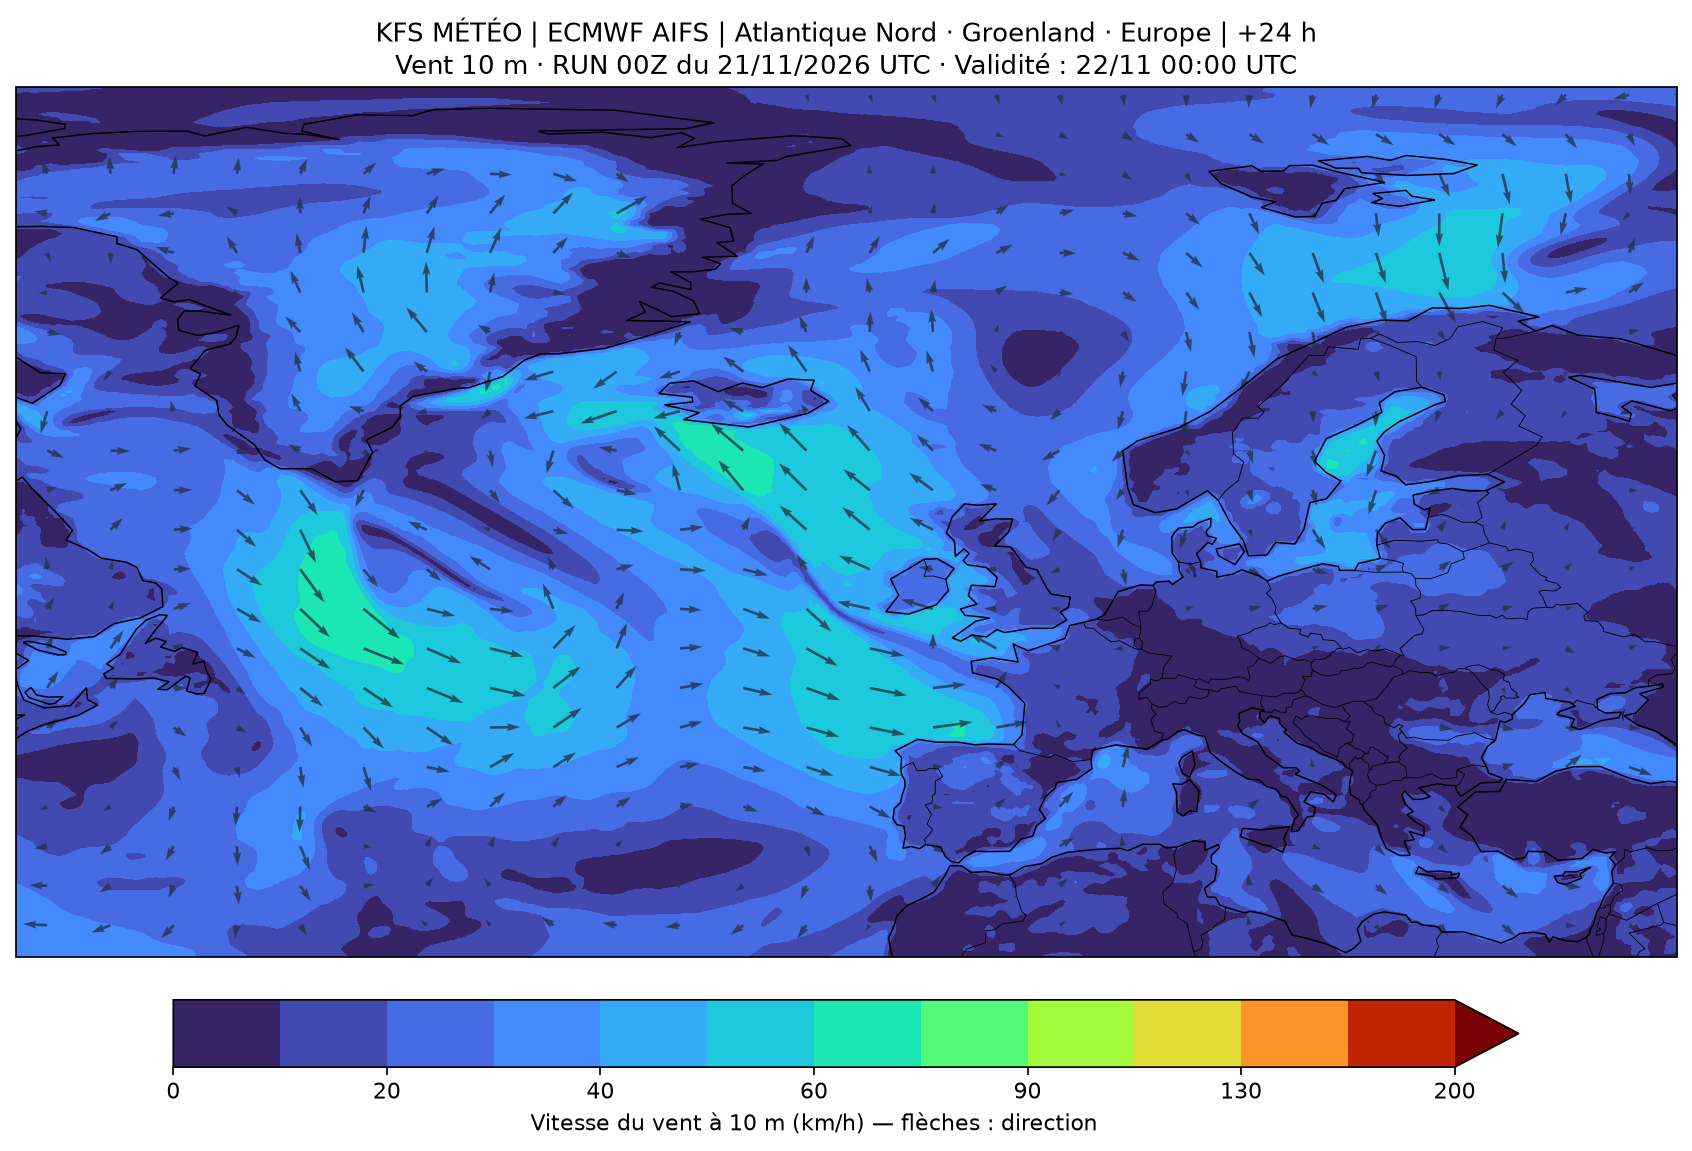 KFS MÉTÉO | ECMWF AIFS | Atlantique Nord · Groenland · Europe | +24 h
Vent 10 m · RUN 00Z du 21/11/2026 UTC · Validité : 22/11 00:00 UTC
0 20 40 60 90 130 200
Vitesse du vent à 10 m (km/h) — flèches : direction